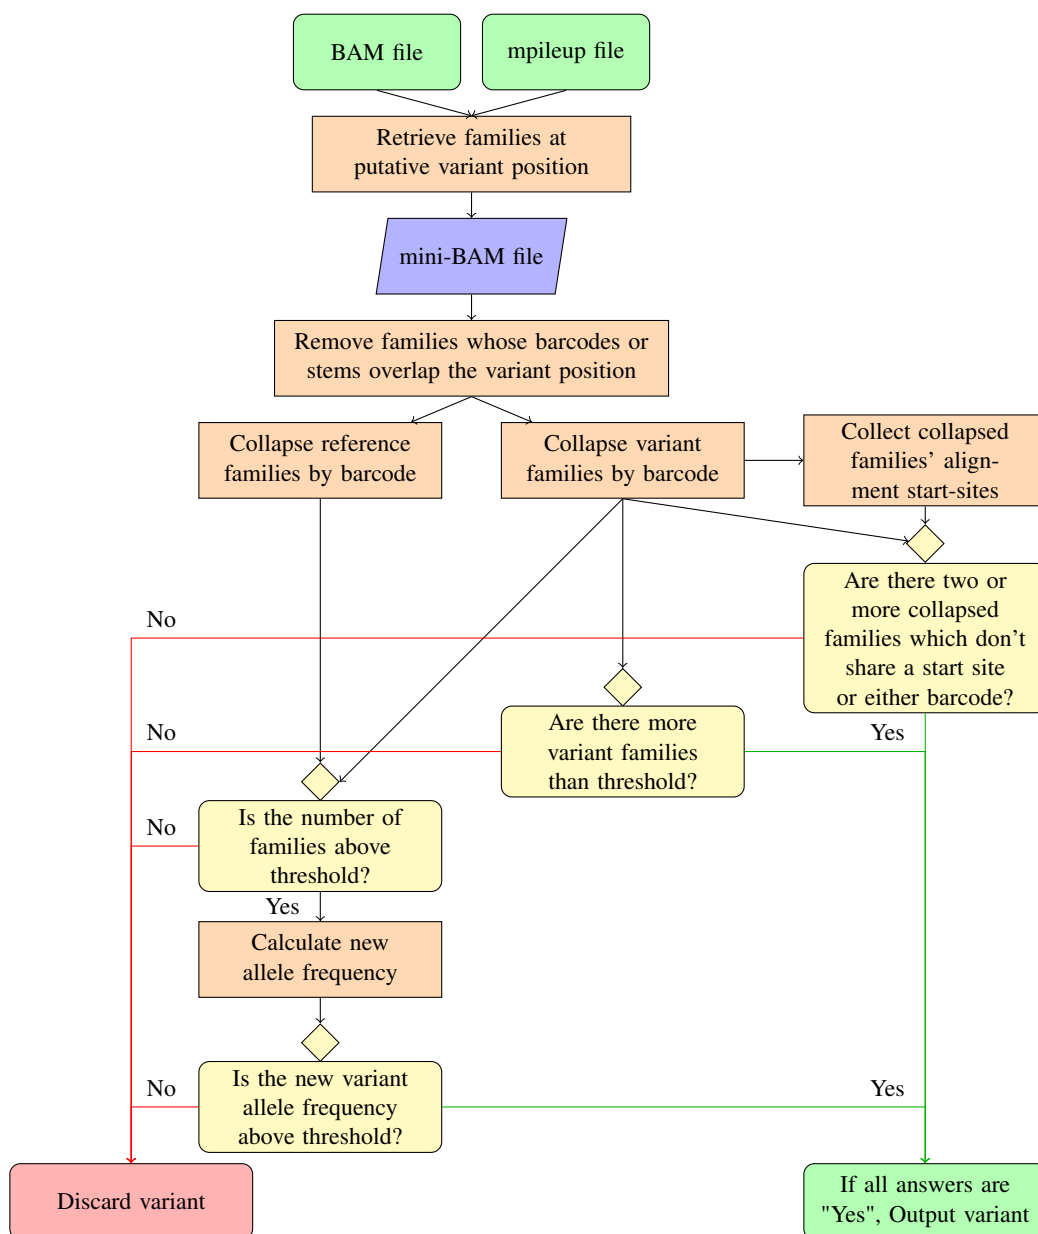 BAM file
mpileup file
Retrieve families at
putative variant position
mini-BAM file
Remove families whose barcodes or
stems overlap the variant position
Collapse reference
families by barcode
Collapse variant
families by barcode
Collect collapsed
families' align-
ment start-sites
Are there two or
more collapsed
families which don't
share a start site
or either barcode?
No
Are there more
variant families
than threshold?
No
Yes
Is the number of
families above
threshold?
No
Yes
Calculate new
allele frequency
Is the new variant
allele frequency
above threshold?
No
Yes
Discard variant
If all answers are
"Yes", Output variant